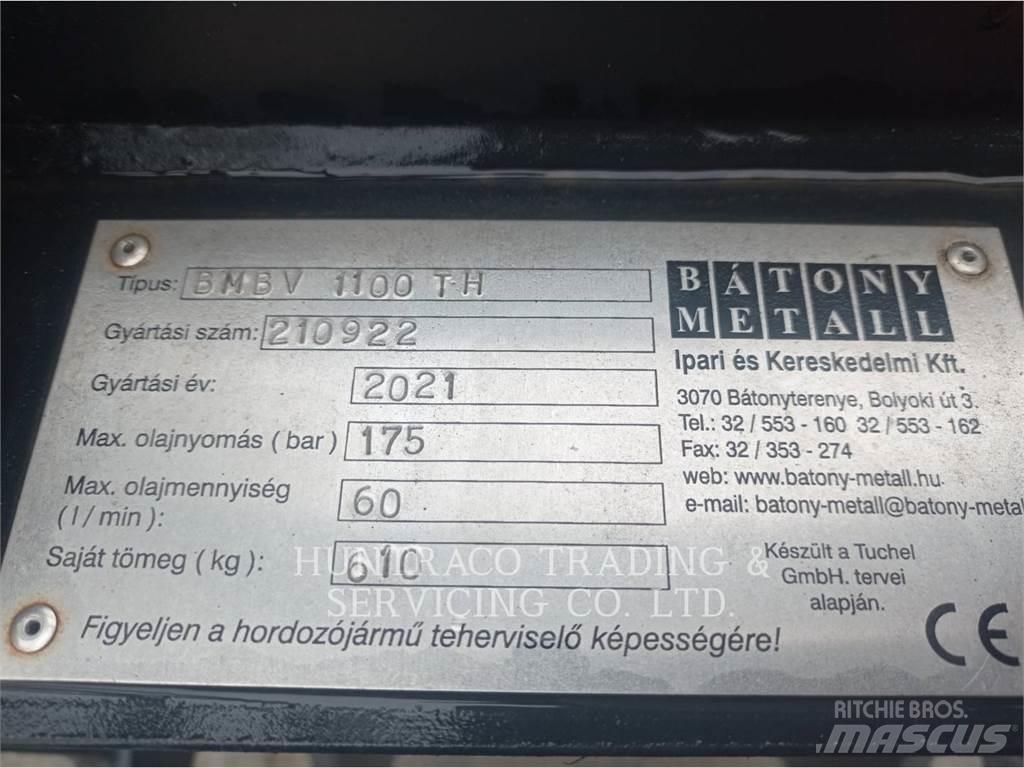 Típus: BMBV 1100 TH
Gyártási szám: 210922
Gyártási év: 2021
Max. olajnyomás ( bar ) 175
Max. olajmennyiség
( l / min ): 60
Saját tömeg ( kg ): 610
Figyeljen a hordozójármű teherviselő képességére!
BÁTONY
METALL
Ipari és Kereskedelmi Kft.
3070 Bátonyterenye, Bolyoki út 3.
Tel.: 32 / 553 - 160 32 / 553 - 162
Fax: 32 / 353 - 274
web: www.batony-metall.hu
e-mail: batony-metall@batony-metal
Készült a Tuchel
GmbH. tervei
alapján.
CE
HUNTRACO TRADING &
SERVICING CO. LTD.
RITCHIE BROS.
MASCUS